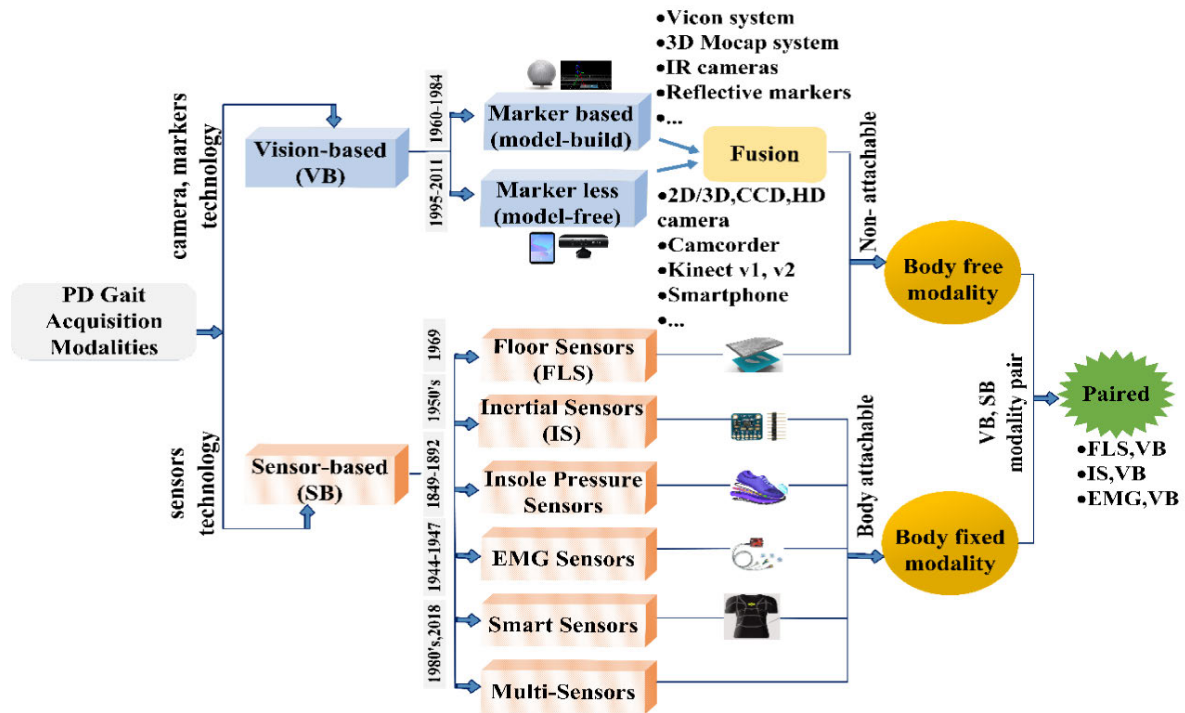 PD Gait
Acquisition
Modalities
camera, markers
technology
sensors
technology
Vision-based
(VB)
1960-1984
1995-2011
Marker based
(model-build)
Marker less
(model-free)
Fusion
•Vicon system
•3D Mocap system
•IR cameras
•Reflective markers
•...
•2D/3D,CCD,HD
camera
•Camcorder
•Kinect v1, v2
•Smartphone
•...
Non- attachable
Body free
modality
Sensor-based
(SB)
1969
1950's
1849-1892
1944-1947
1980's,2018
Floor Sensors
(FLS)
Inertial Sensors
(IS)
Insole Pressure
Sensors
EMG Sensors
Smart Sensors
Multi-Sensors
Body attachable
Body fixed
modality
VB, SB
modality pair
Paired
•FLS,VB
•IS,VB
•EMG,VB